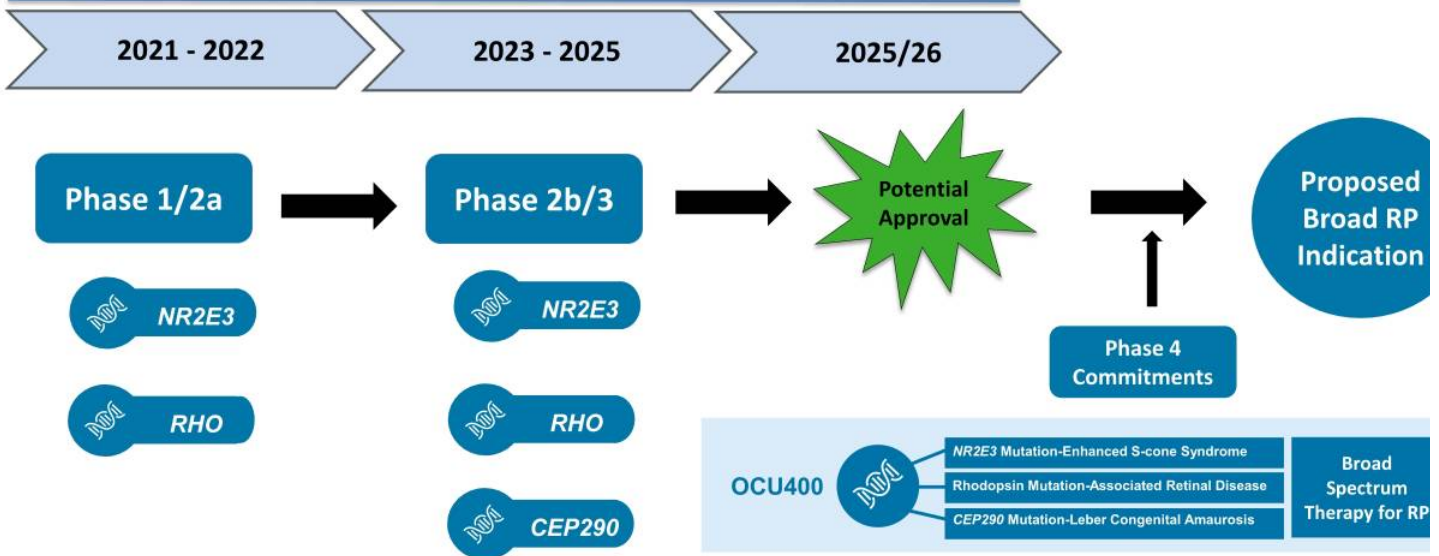 2021 - 2022
2023 - 2025
2025/26
Phase 1/2a
Phase 2b/3
Potential
Approval
Proposed
Broad RP
Indication
NR2E3
RHO
NR2E3
RHO
CEP290
Phase 4
Commitments
OCU400
NR2E3 Mutation-Enhanced S-cone Syndrome
Rhodopsin Mutation-Associated Retinal Disease
CEP290 Mutation-Leber Congenital Amaurosis
Broad
Spectrum
Therapy for RP